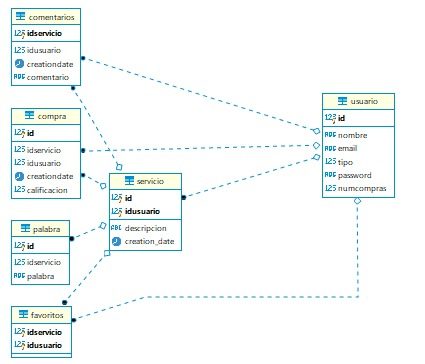 comentarios
123 idservicio
123 idusuario
creationdate
ABC comentario
compra
123 id
123 idservicio
123 idusuario
creationdate
123 calificacion
palabra
123 id
123 idservicio
ABC palabra
favoritos
123 idservicio
123 idusuario
servicio
123 id
123 idusuario
ABC descripcion
creation_date
usuario
123 id
ABC nombre
ABC email
123 tipo
ABC password
123 numcompras